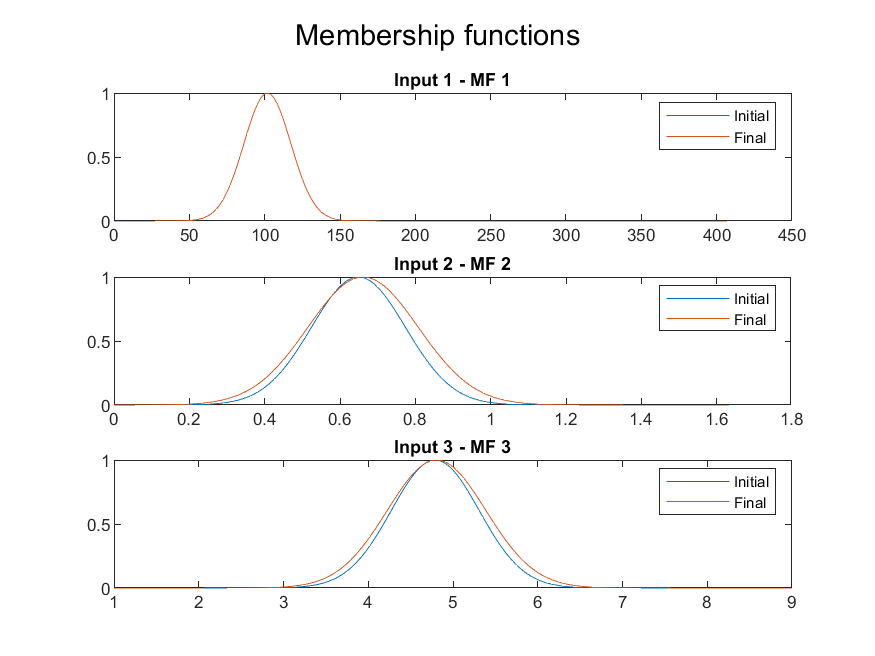 Membership functions
Input 1 - MF 1
1
0.5
0
Initial
Final
0 50 100 150 200 250 300 350 400 450
Input 2 - MF 2
1
0.5
0
Initial
Final
0 0.2 0.4 0.6 0.8 1 1.2 1.4 1.6 1.8
Input 3 - MF 3
1
0.5
0
Initial
Final
1 2 3 4 5 6 7 8 9